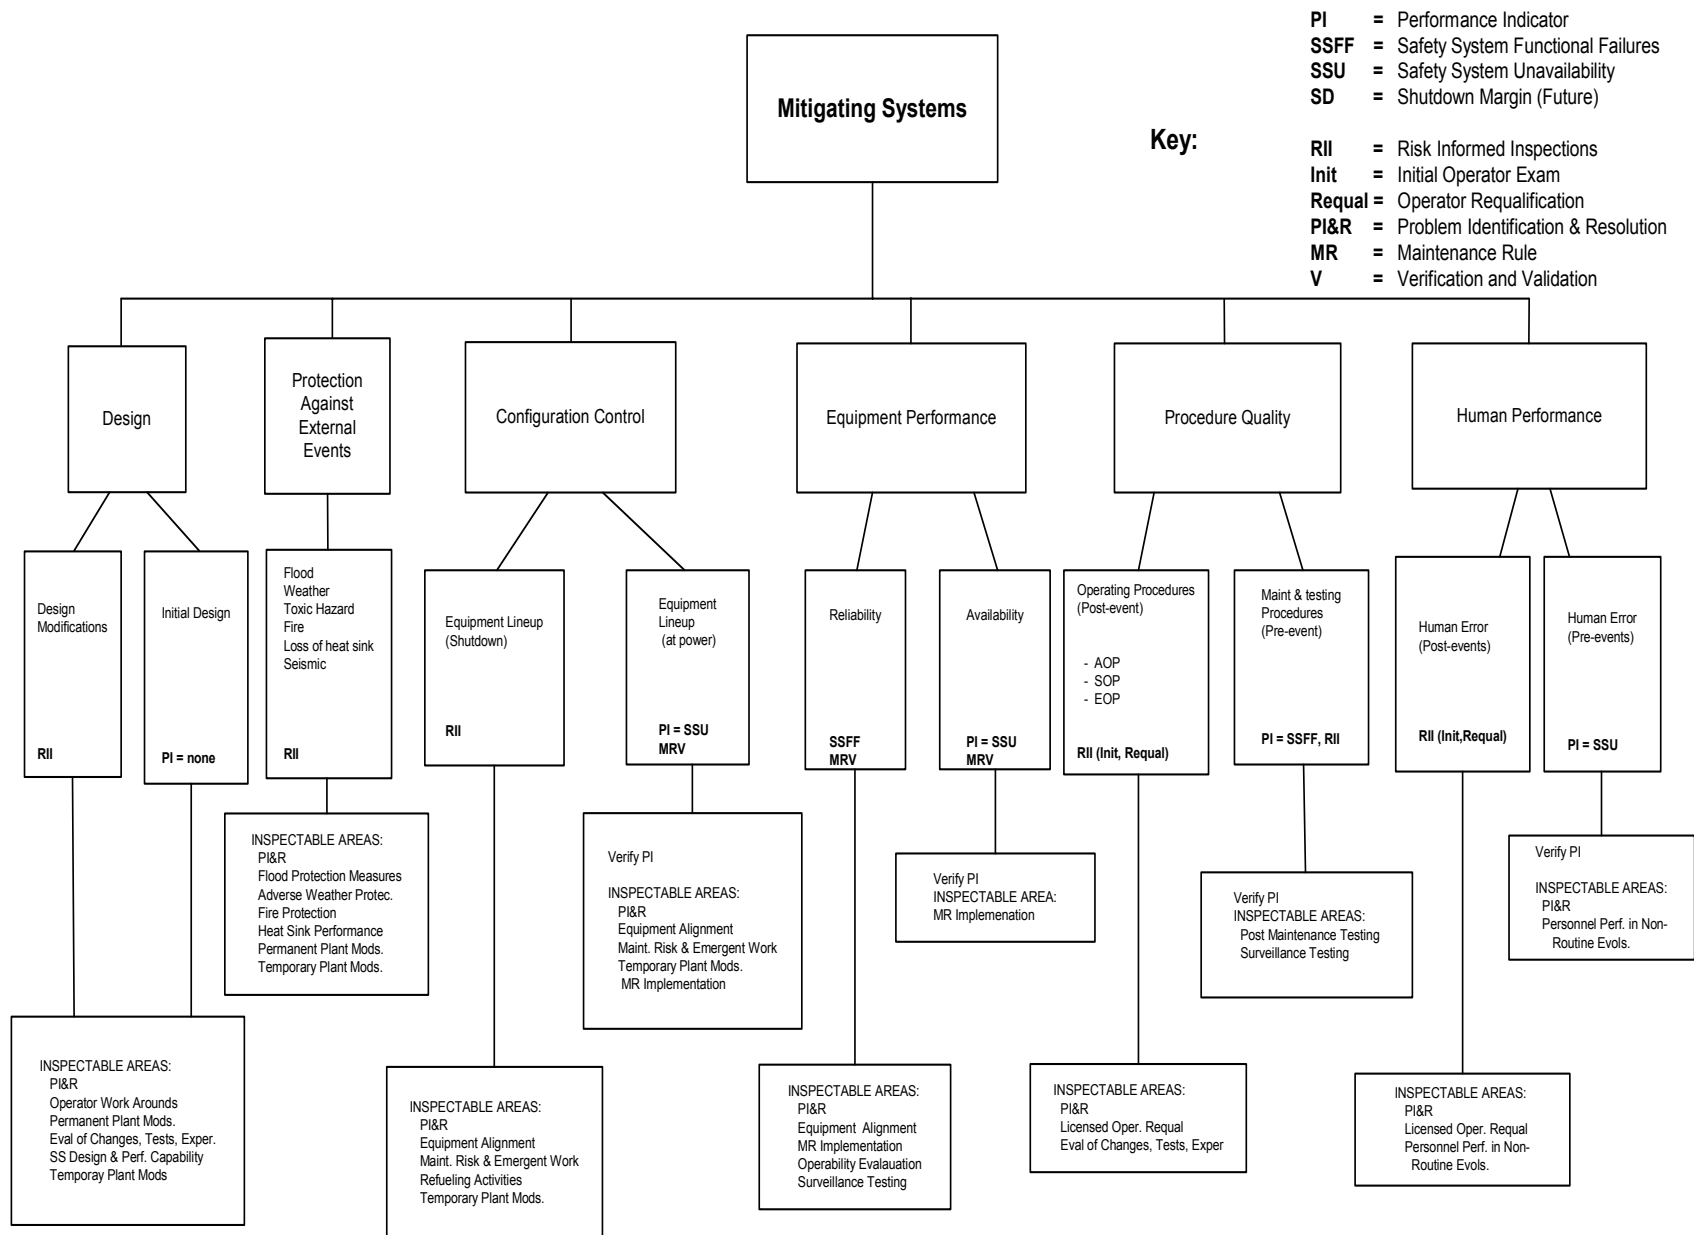 PI = Performance Indicator
SSFF = Safety System Functional Failures
SSU = Safety System Unavailability
SD = Shutdown Margin (Future)
Mitigating Systems
Key:
RII = Risk Informed Inspections
Init = Initial Operator Exam
Requal = Operator Requalification
PI&R = Problem Identification & Resolution
MR = Maintenance Rule
V = Verification and Validation
Design
Protection
Against
External
Events
Configuration Control
Equipment Performance
Procedure Quality
Human Performance
Design
Modifications
RII
Initial Design
PI = none
Flood
Weather
Toxic Hazard
Fire
Loss of heat sink
Seismic
RII
Equipment Lineup
(Shutdown)
RII
Equipment
Lineup
(at power)
PI = SSU
MRV
Reliability
SSFF
MRV
Availability
PI = SSU
MRV
Operating Procedures
(Post-event)
- AOP
- SOP
- EOP
RII (Init, Requal)
Maint & testing
Procedures
(Pre-event)
PI = SSFF, RII
Human Error
(Post-events)
RII (Init,Requal)
Human Error
(Pre-events)
PI = SSU
INSPECTABLE AREAS:
PI&R
Flood Protection Measures
Adverse Weather Protec.
Fire Protection
Heat Sink Performance
Permanent Plant Mods.
Temporary Plant Mods.
Verify PI
INSPECTABLE AREAS:
PI&R
Equipment Alignment
Maint. Risk & Emergent Work
Temporary Plant Mods.
MR Implementation
Verify PI
INSPECTABLE AREA:
MR Implemenation
Verify PI
INSPECTABLE AREAS:
Post Maintenance Testing
Surveillance Testing
Verify PI
INSPECTABLE AREAS:
PI&R
Personnel Perf. in Non-
Routine Evols.
INSPECTABLE AREAS:
PI&R
Operator Work Arounds
Permanent Plant Mods.
Eval of Changes, Tests, Exper.
SS Design & Perf. Capability
Temporay Plant Mods
INSPECTABLE AREAS:
PI&R
Equipment Alignment
Maint. Risk & Emergent Work
Refueling Activities
Temporary Plant Mods.
INSPECTABLE AREAS:
PI&R
Equipment Alignment
MR Implementation
Operability Evalauation
Surveillance Testing
INSPECTABLE AREAS:
PI&R
Licensed Oper. Requal
Eval of Changes, Tests, Exper
INSPECTABLE AREAS:
PI&R
Licensed Oper. Requal
Personnel Perf. in Non-
Routine Evols.